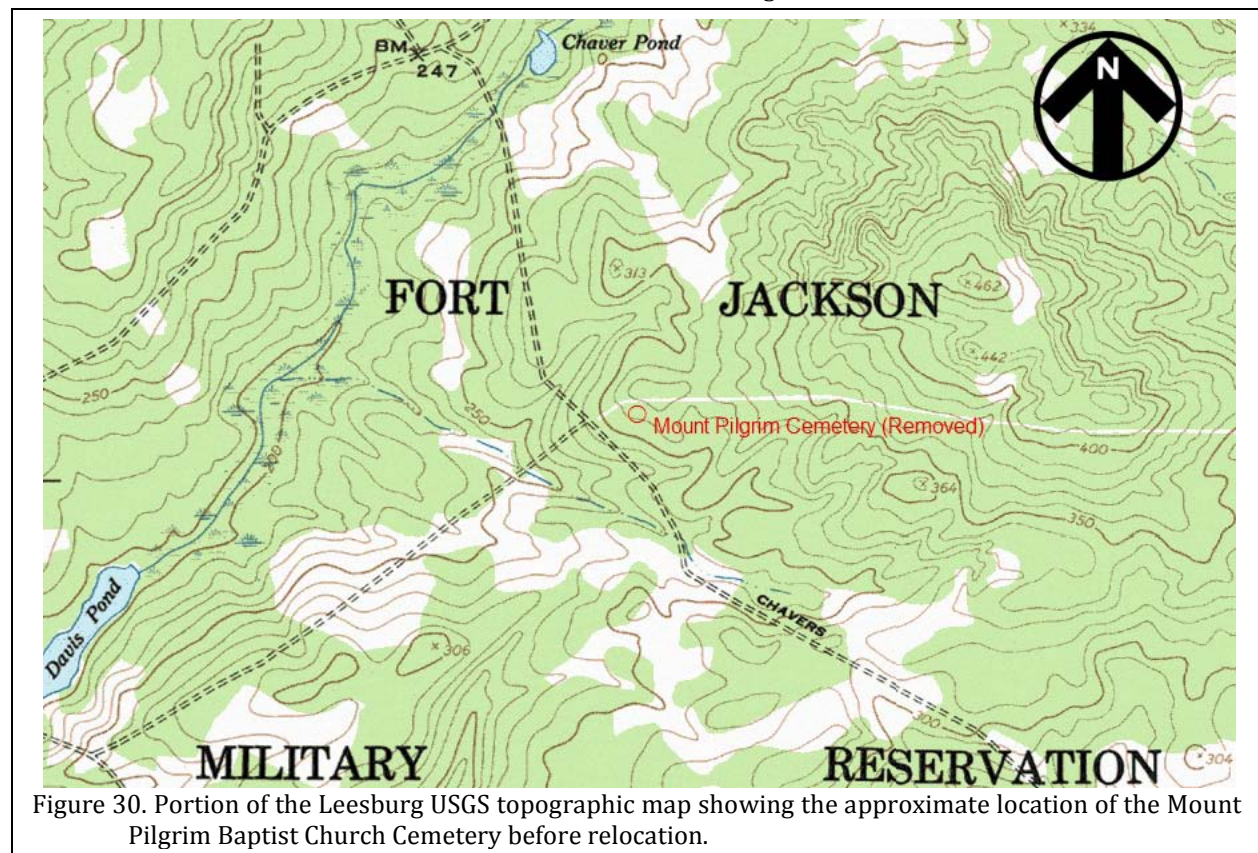 334
BM
247
Chaver Pond
N
313
462
FORT
JACKSON
442
250
250
Mount Pilgrim Cemetery (Removed)
400
200
364
350
Davis Pond
CHAVERS
306
300
MILITARY
RESERVATION
304
Figure 30. Portion of the Leesburg USGS topographic map showing the approximate location of the Mount
Pilgrim Baptist Church Cemetery before relocation.